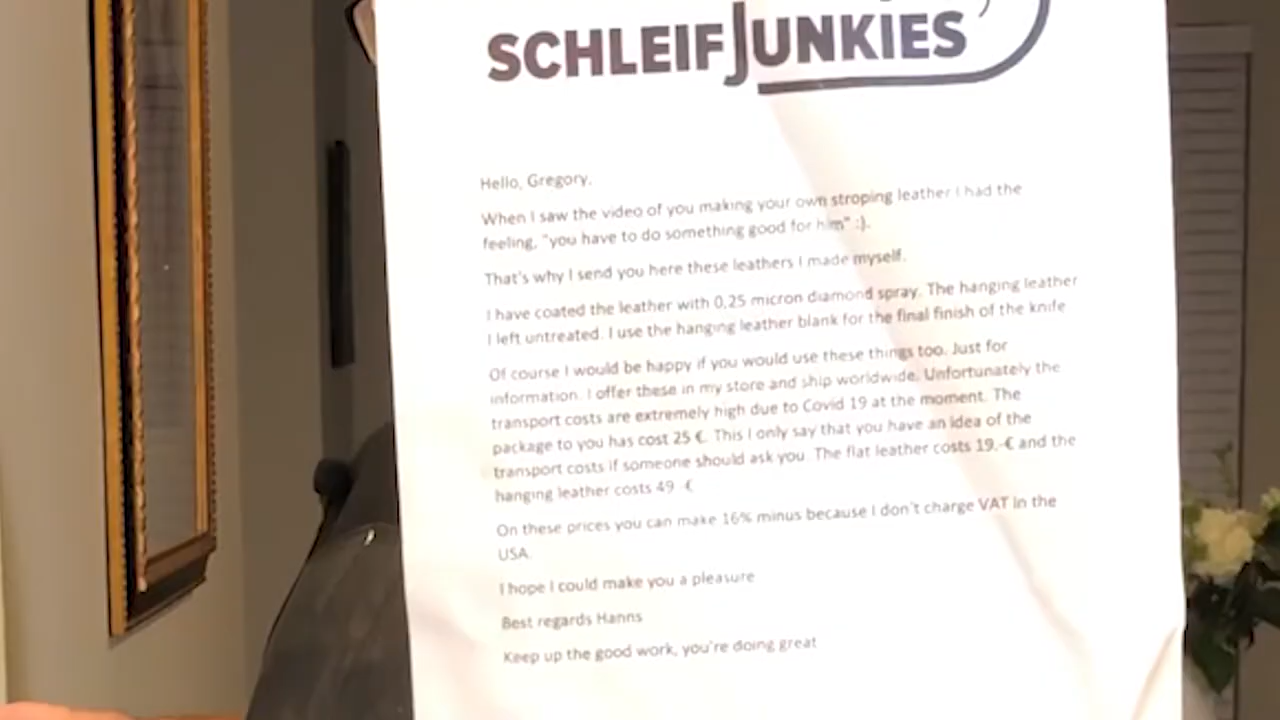 SCHLEIFJUNKIES
Hello, Gregory,
When I saw the video of you making your own stroping leather I had the
feeling, "you have to do something good for him" :).
That's why I send you here these leathers I made myself.
I have coated the leather with 0,25 micron diamond spray. The hanging leather
I left untreated. I use the hanging leather blank for the final finish of the knife
Of course I would be happy if you would use these things too. Just for
information. I offer these in my store and ship worldwide. Unfortunately the
transport costs are extremely high due to Covid 19 at the moment. The
package to you has cost 25 €. This I only say that you have an idea of the
transport costs if someone should ask you. The flat leather costs 19.-€ and the
hanging leather costs 49 -€
On these prices you can make 16% minus because I don't charge VAT in the
USA.
I hope I could make you a pleasure
Best regards Hanns
Keep up the good work, you're doing great